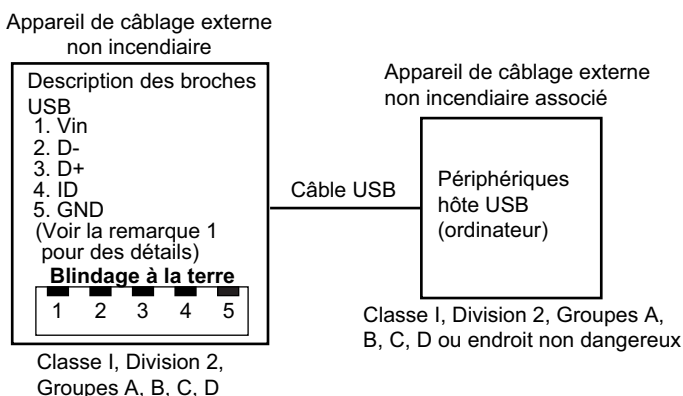 Appareil de câblage externe
non incendiaire
Description des broches
USB
1. Vin
2. D-
3. D+
4. ID
5. GND
(Voir la remarque 1
pour des détails)
Blindage à la terre
1 2 3 4 5
Classe I, Division 2,
Groupes A, B, C, D
Câble USB
Appareil de câblage externe
non incendiaire associé
Périphériques
hôte USB
(ordinateur)
Classe I, Division 2, Groupes A,
B, C, D ou endroit non dangereux